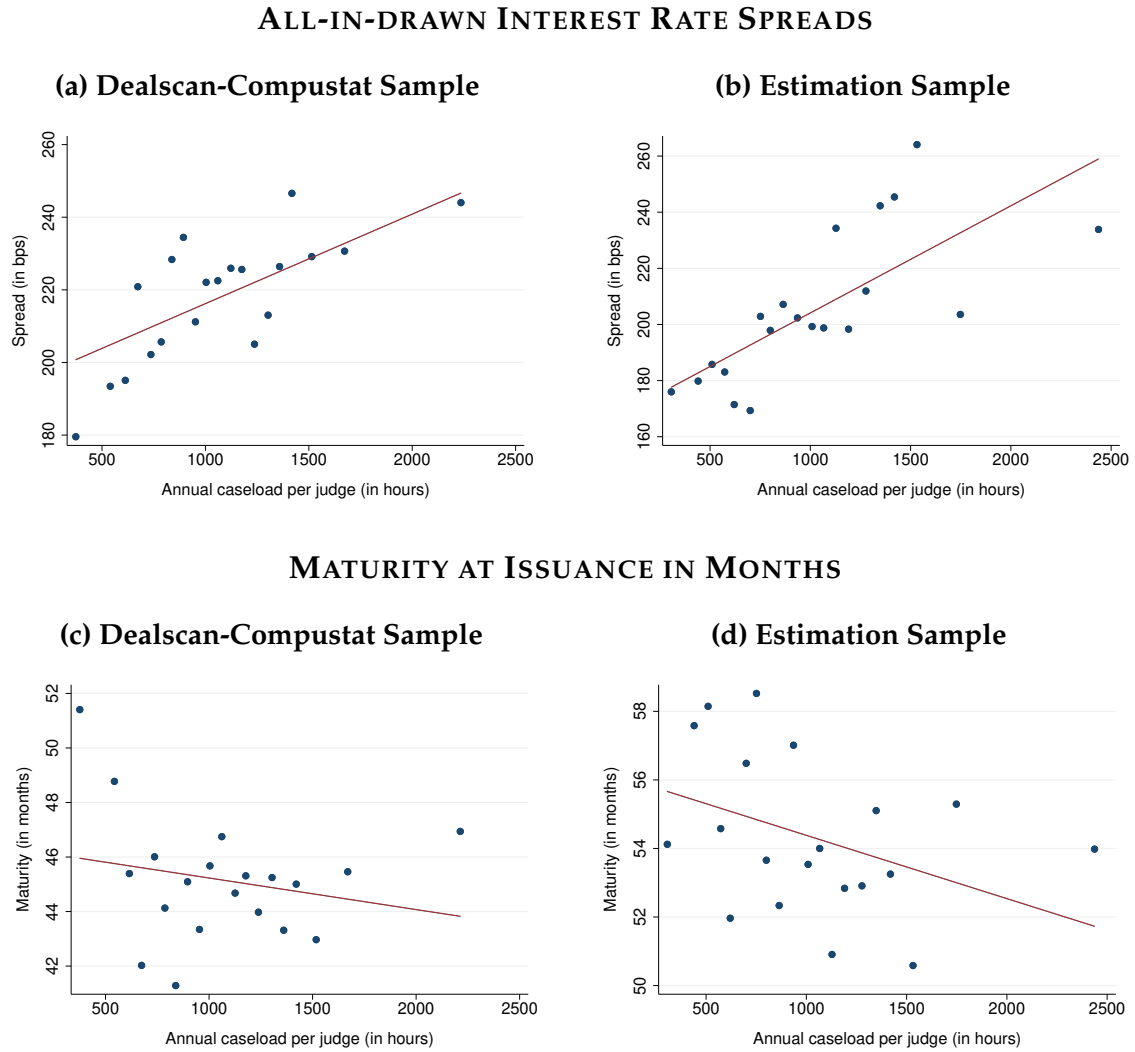 ALL-IN-DRAWN INTEREST RATE SPREADS
(a) Dealscan-Compustat Sample
260
240
220
200
180
Spread (in bps)
500 1000 1500 2000 2500
Annual caseload per judge (in hours)
(b) Estimation Sample
260
240
220
200
180
160
Spread (in bps)
500 1000 1500 2000 2500
Annual caseload per judge (in hours)
MATURITY AT ISSUANCE IN MONTHS
(c) Dealscan-Compustat Sample
52
50
48
46
44
42
Maturity (in months)
500 1000 1500 2000 2500
Annual caseload per judge (in hours)
(d) Estimation Sample
58
56
54
52
50
Maturity (in months)
500 1000 1500 2000 2500
Annual caseload per judge (in hours)